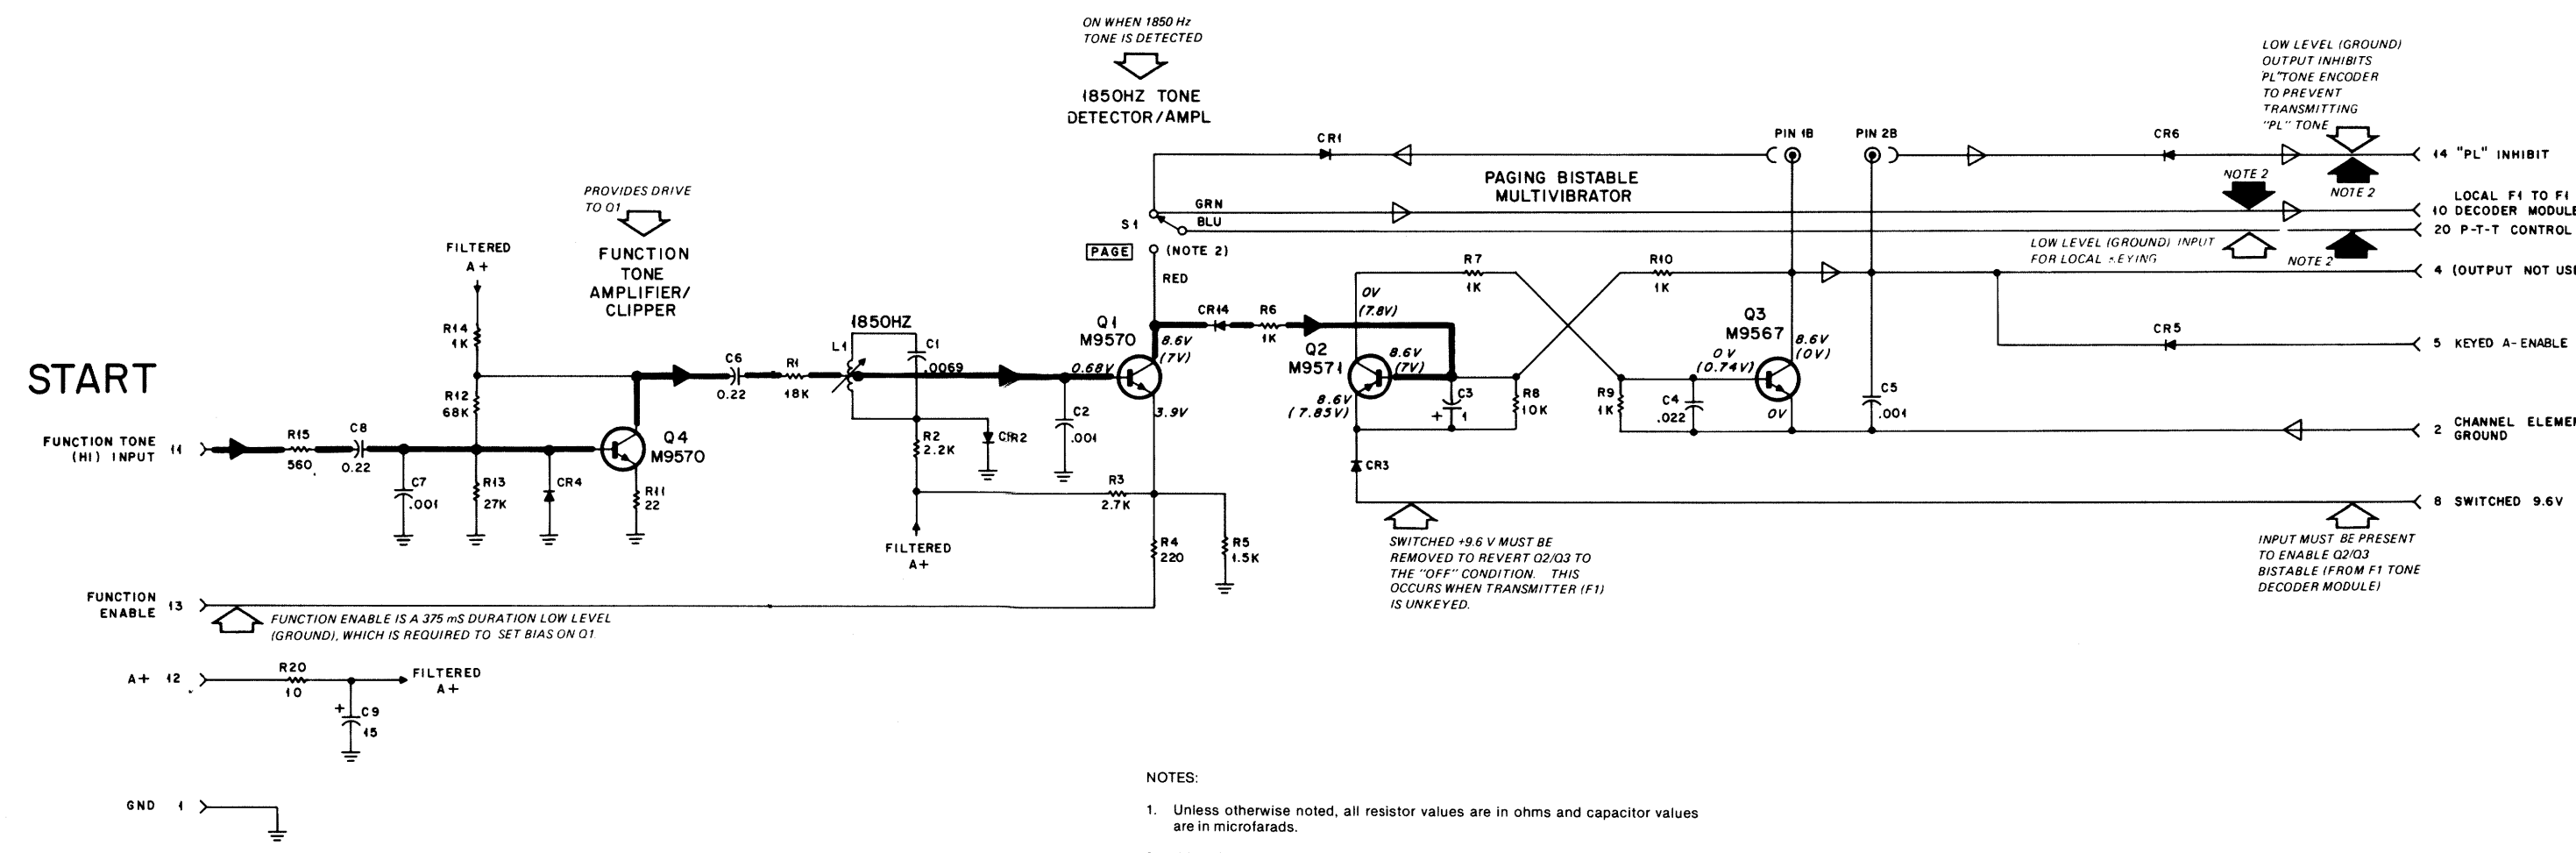 ON WHEN 1850 Hz
TONE IS DETECTED
1850HZ TONE
DETECTOR/AMPL
LOW LEVEL (GROUND)
OUTPUT INHIBITS
"PL" TONE ENCODER
TO PREVENT
TRANSMITTING
"PL" TONE
CR1
PIN 1B
PIN 2B
CR6
14 "PL" INHIBIT
PAGING BISTABLE
MULTIVIBRATOR
NOTE 2
NOTE 2
PROVIDES DRIVE
TO Q1
S1
GRN
BLU
LOCAL F1 TO F1
10 DECODER MODULE
20 P-T-T CONTROL
FILTERED
A+
FUNCTION
TONE
AMPLIFIER/
CLIPPER
PAGE
(NOTE 2)
RED
LOW LEVEL (GROUND) INPUT
FOR LOCAL KEYING
NOTE 2
R7
1K
R10
1K
4 (OUTPUT NOT
0V
(7.8V)
R14
1K
1850HZ
L1
C1
.0069
Q1
M9570
8.6V
(7V)
0.68V
3.9V
CR14
R6
1K
Q2
M9571
8.6V
(7V)
8.6V
(7.85V)
Q3
M9567
8.6V
(0V)
0V
(0.74V)
0V
CR5
5 KEYED A- ENABLE
START
R12
68K
C6
0.22
R1
18K
C2
.001
C3
+
1
R8
10K
R9
1K
C4
.022
C5
.001
FUNCTION TONE
(HI) INPUT 11
R15
560
C8
0.22
Q4
M9570
R2
2.2K
CR2
2 CHANNEL
GROUND
C7
.001
R13
27K
CR4
R11
22
R3
2.7K
CR3
8 SWITCHED 9.6V
FILTERED
A+
R4
220
R5
1.5K
SWITCHED +9.6 V MUST BE
REMOVED TO REVERT Q2/Q3 TO
THE "OFF" CONDITION. THIS
OCCURS WHEN TRANSMITTER (F1)
IS UNKEYED.
INPUT MUST BE PRESENT
TO ENABLE Q2/Q3
BISTABLE (FROM F1 TONE
DECODER MODULE)
FUNCTION
ENABLE 13
FUNCTION ENABLE IS A 375 mS DURATION LOW LEVEL
(GROUND), WHICH IS REQUIRED TO SET BIAS ON Q1.
A+ 12
R20
10
FILTERED
A+
+
C9
15
GND 1
NOTES:
1. Unless otherwise noted, all resistor values are in ohms and capacitor values
are in microfarads.